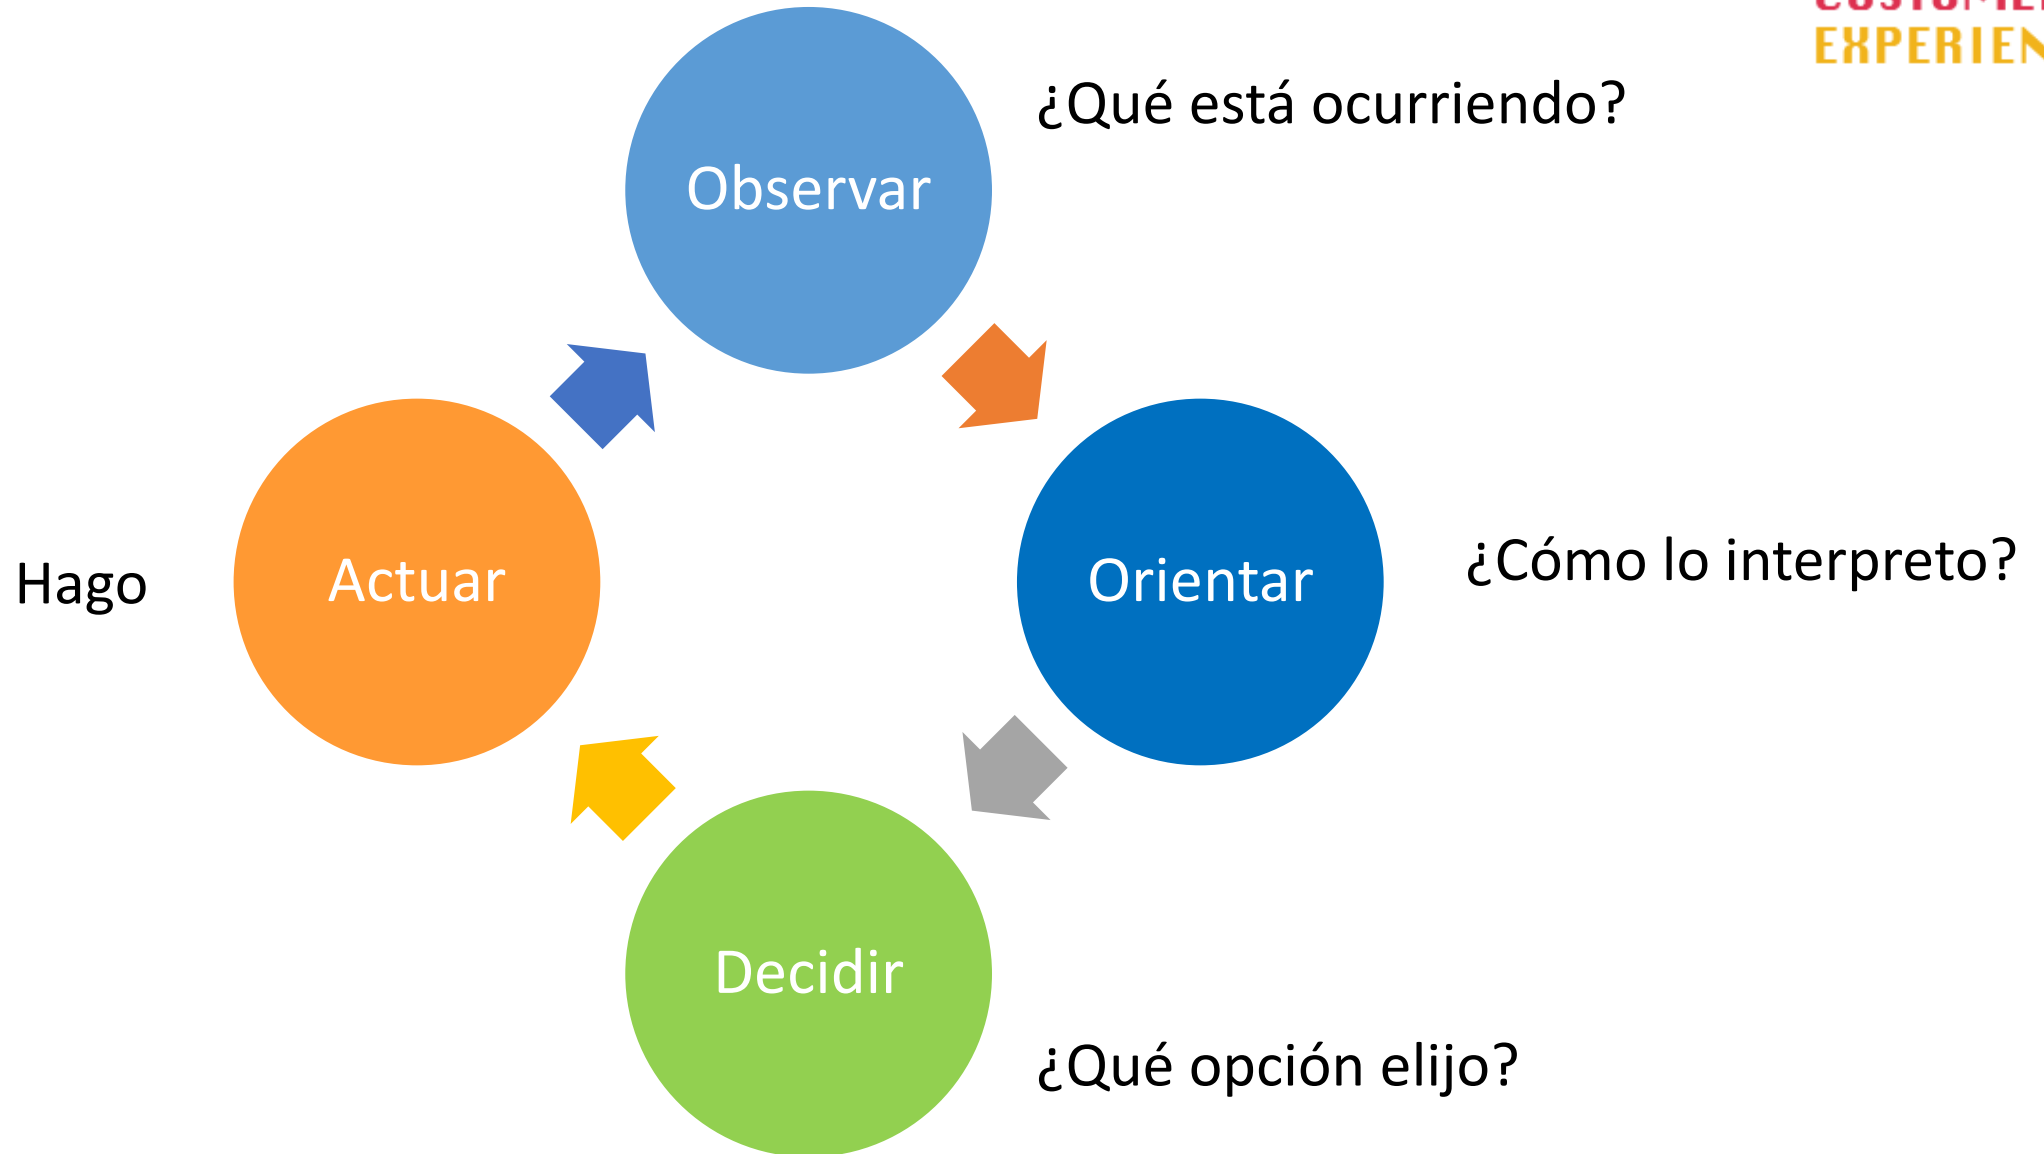 EXPERIEN
¿Qué está ocurriendo?
Observar
Hago
Actuar
Orientar
¿Cómo lo interpreto?
Decidir
¿Qué opción elijo?